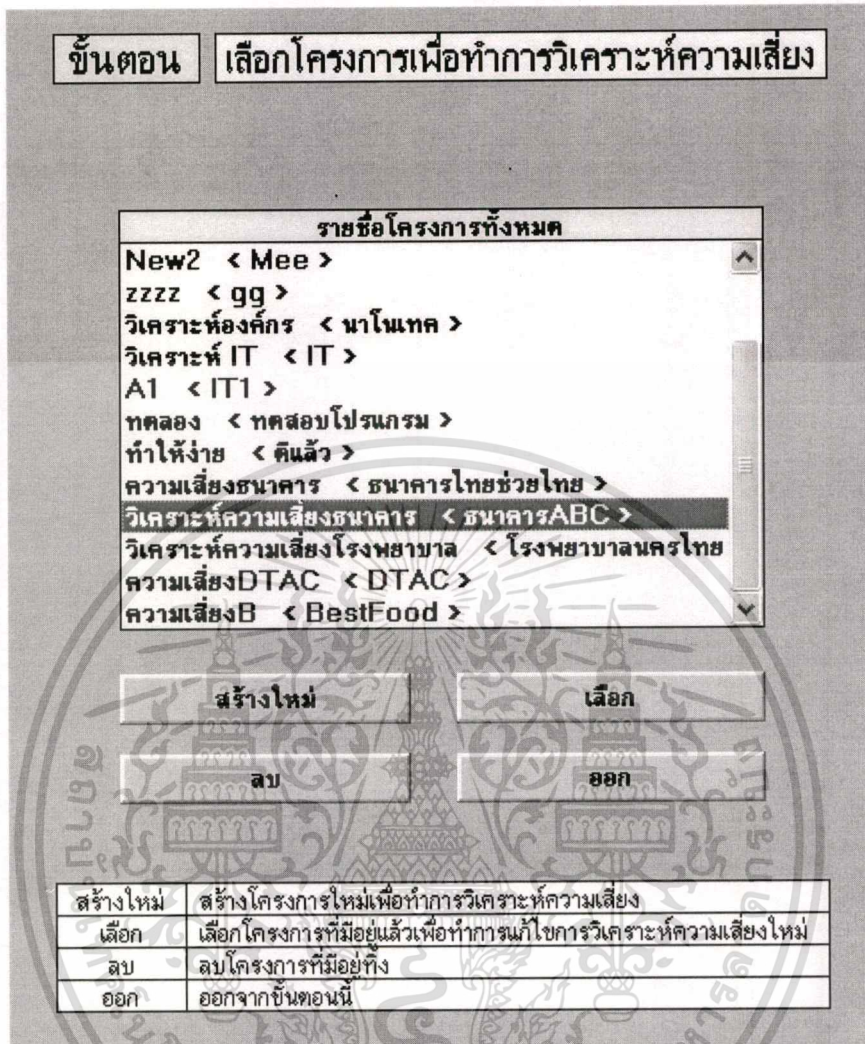 ขั้นตอน เลือกโครงการเพื่อทำการวิเคราะห์ความเสี่ยง
รายชื่อโครงการทั้งหมด
New2 < Mee >
zzzz < gg >
วิเคราะห์องค์กร < นาโนเทค >
วิเคราะห์ IT < IT >
A1 < IT1 >
ทดลอง < ทดสอบโปรแกรม >
ทำให้ง่าย < ดีแล้ว >
ความเสี่ยงธนาคาร < ธนาคารไทยช่วยไทย >
วิเคราะห์ความเสี่ยงธนาคาร < ธนาคารABC >
วิเคราะห์ความเสี่ยงโรงพยาบาล < โรงพยาบาลนครไทย
ความเสี่ยงDTAC < DTAC >
ความเสี่ยงB < BestFood >
สร้างใหม่ เลือก
ลบ ออก
สร้างใหม่ สร้างโครงการใหม่เพื่อทำการวิเคราะห์ความเสี่ยง
เลือก เลือกโครงการที่มีอยู่แล้วเพื่อทำการแก้ไขการวิเคราะห์ความเสี่ยงใหม่
ลบ ลบโครงการที่มีอยู่ทิ้ง
ออก ออกจากขั้นตอนนี้